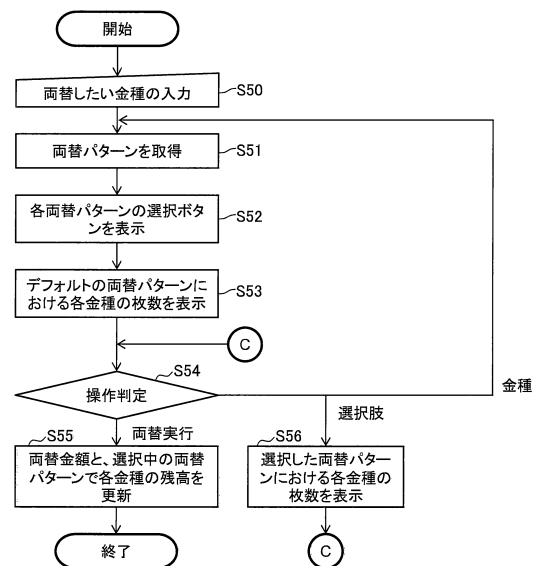 開始
両替したい金種の入力
S50
両替パターンを取得
S51
各両替パターンの選択ボタ
ンを表示
S52
デフォルトの両替パターンに
おける各金種の枚数を表示
S53
C
S54
操作判定
金種
選択肢
両替実行
S55
両替金額と、選択中の両替
パターンで各金種の残高を
更新
S56
選択した両替パター
ンにおける各金種の
枚数を表示
終了
C